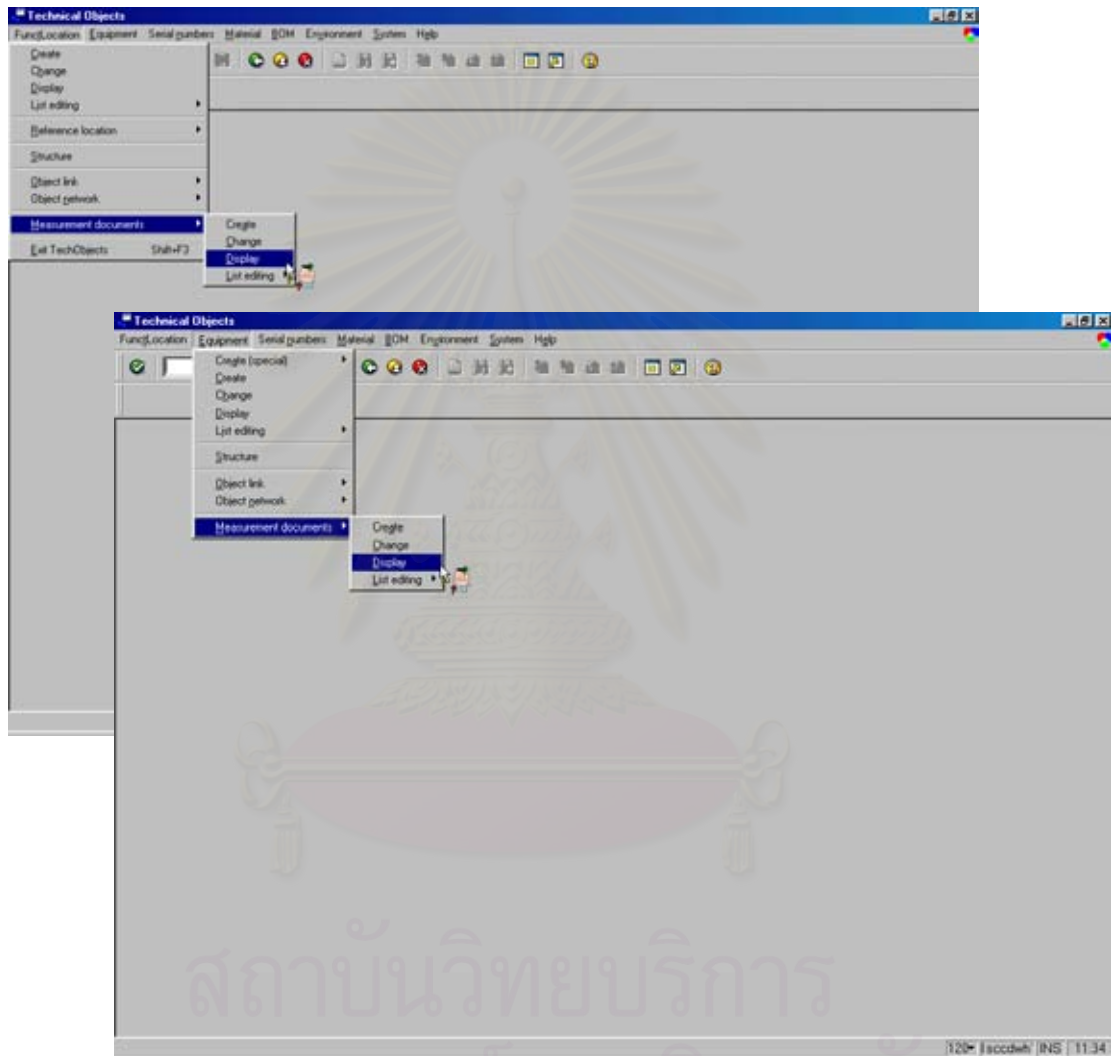 Technical Objects
FunctLocation Equipment Serial numbers Material BOM Environment System Help
Create
Change
Display
List editing
Reference location
Structure
Object link
Object network
Measurement documents
Exit TechObjects Shift+F3
Create
Change
Display
List editing
Technical Objects
FunctLocation Equipment Serial numbers Material BOM Environment System Help
Create (special)
Create
Change
Display
List editing
Structure
Object link
Object network
Measurement documents
Create
Change
Display
List editing
สถาบันวิทยบริการ
INS 11:34